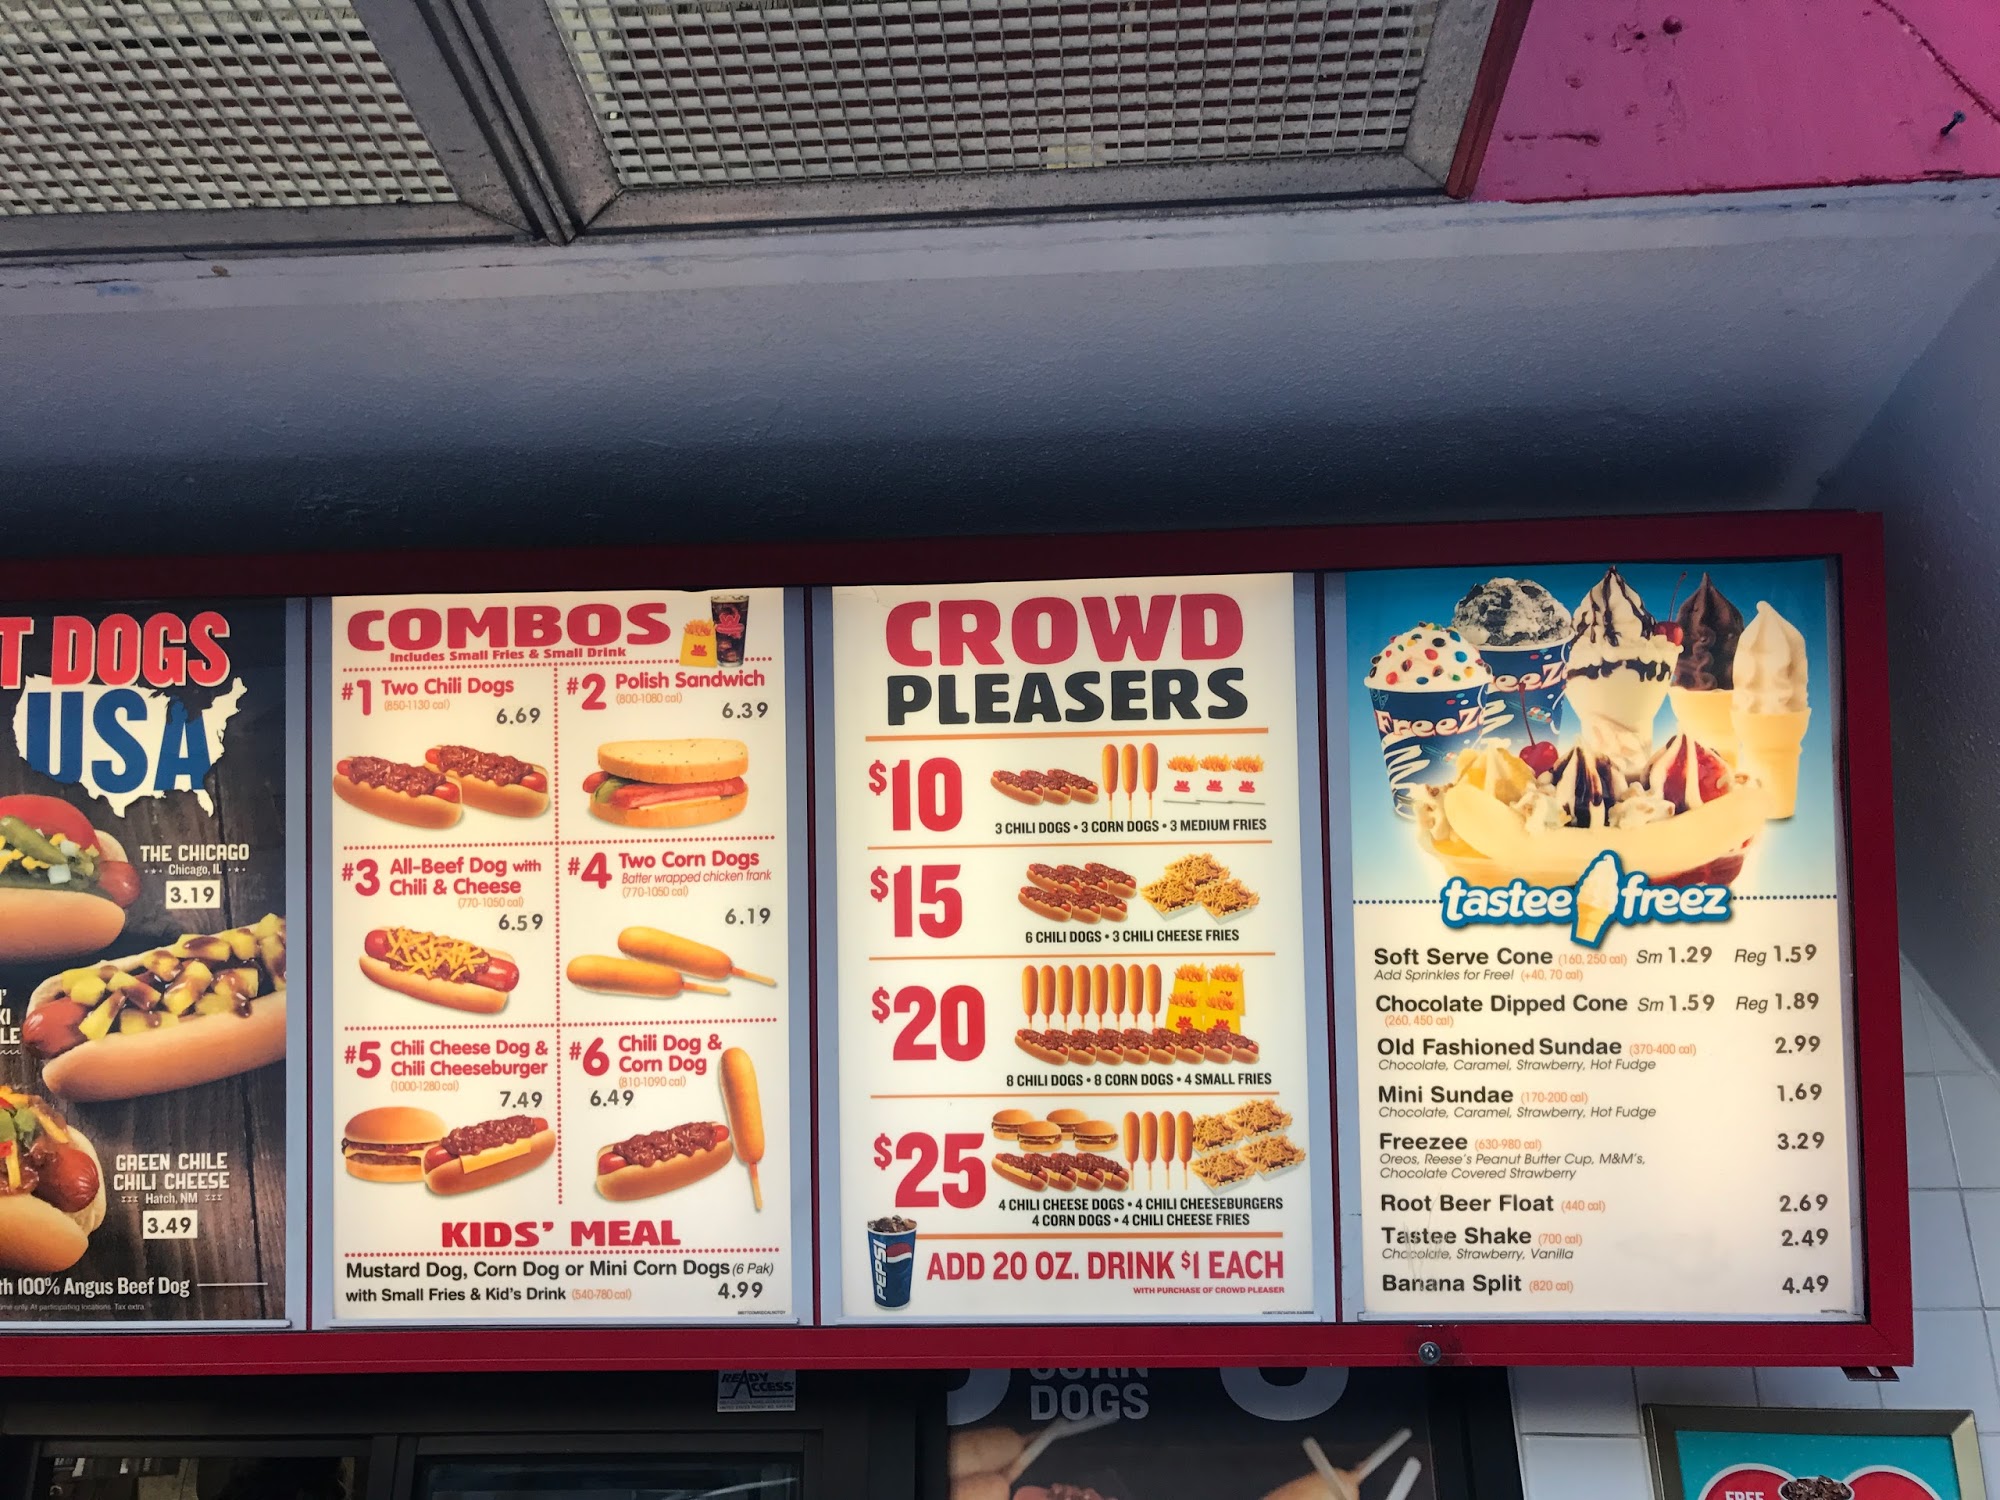 T DOGS
USA
THE CHICAGO
Chicago, IL
3.19
GREEN CHILE
CHILI CHEESE
Hatch, NM
3.49
100% Angus Beef Dog
At participating locations. Tax extra.
COMBOS
Includes Small Fries & Small Drink
#1 Two Chili Dogs
(850-1130 cal)
6.69
#2 Polish Sandwich
(800-1080 cal)
6.39
#3 All-Beef Dog with
Chili & Cheese
(770-1050 cal)
6.59
#4 Two Corn Dogs
Batter wrapped chicken frank
(770-1050 cal)
6.19
#5 Chili Cheese Dog &
Chili Cheeseburger
(1000-1280 cal)
7.49
#6 Chili Dog &
Corn Dog
(810-1090 cal)
6.49
KIDS' MEAL
Mustard Dog, Corn Dog or Mini Corn Dogs (6 Pak)
with Small Fries & Kid's Drink (540-780 cal) 4.99
CROWD
PLEASERS
$10
3 CHILI DOGS • 3 CORN DOGS • 3 MEDIUM FRIES
$15
6 CHILI DOGS • 3 CHILI CHEESE FRIES
$20
8 CHILI DOGS • 8 CORN DOGS • 4 SMALL FRIES
$25
4 CHILI CHEESE DOGS • 4 CHILI CHEESEBURGERS
4 CORN DOGS • 4 CHILI CHEESE FRIES
PEPSI
ADD 20 OZ. DRINK $1 EACH
WITH PURCHASE OF CROWD PLEASER
FreeZ
eeZ
tastee freez
Soft Serve Cone (160, 250 cal) Sm 1.29 Reg 1.59
Add Sprinkles for Free! (+40, 70 cal)
Chocolate Dipped Cone Sm 1.59 Reg 1.89
(260, 450 cal)
Old Fashioned Sundae (370-400 cal) 2.99
Chocolate, Caramel, Strawberry, Hot Fudge
Mini Sundae (170-200 cal) 1.69
Chocolate, Caramel, Strawberry, Hot Fudge
Freezee (630-980 cal) 3.29
Oreos, Reese's Peanut Butter Cup, M&M's,
Chocolate Covered Strawberry
Root Beer Float (440 cal) 2.69
Tastee Shake (700 cal) 2.49
Chocolate, Strawberry, Vanilla
Banana Split (820 cal) 4.49
READY
ACCESS
CORN
DOGS
FREE